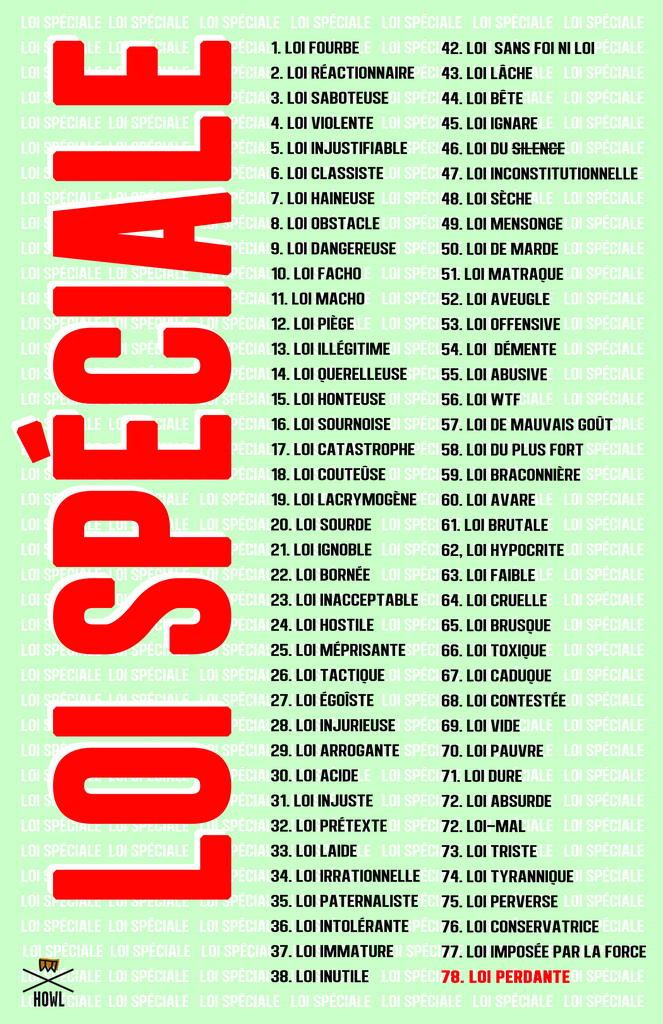 LOI SPÉCIALE
1. LOI FOURBE
2. LOI RÉACTIONNAIRE
3. LOI SABOTEUSE
4. LOI VIOLENTE
5. LOI INJUSTIFIABLE
6. LOI CLASSISTE
7. LOI HAINEUSE
8. LOI OBSTACLE
9. LOI DANGEREUSE
10. LOI FACHO
11. LOI MACHO
12. LOI PIÈGE
13. LOI ILLÉGITIME
14. LOI QUERELLEUSE
15. LOI HONTEUSE
16. LOI SOURNOISE
17. LOI CATASTROPHE
18. LOI COUTEÛSE
19. LOI LACRYMOGÈNE
20. LOI SOURDE
21. LOI IGNOBLE
22. LOI BORNÉE
23. LOI INACCEPTABLE
24. LOI HOSTILE
25. LOI MÉPRISANTE
26. LOI TACTIQUE
27. LOI ÉGOÎSTE
28. LOI INJURIEUSE
29. LOI ARROGANTE
30. LOI ACIDE
31. LOI INJUSTE
32. LOI PRÉTEXTE
33. LOI LAIDE
34. LOI IRRATIONNELLE
35. LOI PATERNALISTE
36. LOI INTOLÉRANTE
37. LOI IMMATURE
38. LOI INUTILE
42. LOI SANS FOI NI LOI
43. LOI LÂCHE
44. LOI BÊTE
45. LOI IGNARE
46. LOI DU SILENCE
47. LOI INCONSTITUTIONNELLE
48. LOI SÈCHE
49. LOI MENSONGE
50. LOI DE MARDE
51. LOI MATRAQUE
52. LOI AVEUGLE
53. LOI OFFENSIVE
54. LOI DÉMENTE
55. LOI ABUSIVE
56. LOI WTF
57. LOI DE MAUVAIS GOÛT
58. LOI DU PLUS FORT
59. LOI BRACONNIÈRE
60. LOI AVARE
61. LOI BRUTALE
62, LOI HYPOCRITE
63. LOI FAIBLE
64. LOI CRUELLE
65. LOI BRUSQUE
66. LOI TOXIQUE
67. LOI CADUQUE
68. LOI CONTESTÉE
69. LOI VIDE
70. LOI PAUVRE
71. LOI DURE
72. LOI ABSURDE
72. LOI-MAL
73. LOI TRISTE
74. LOI TYRANNIQUE
75. LOI PERVERSE
76. LOI CONSERVATRICE
77. LOI IMPOSÉE PAR LA FORCE
78. LOI PERDANTE
HOWL